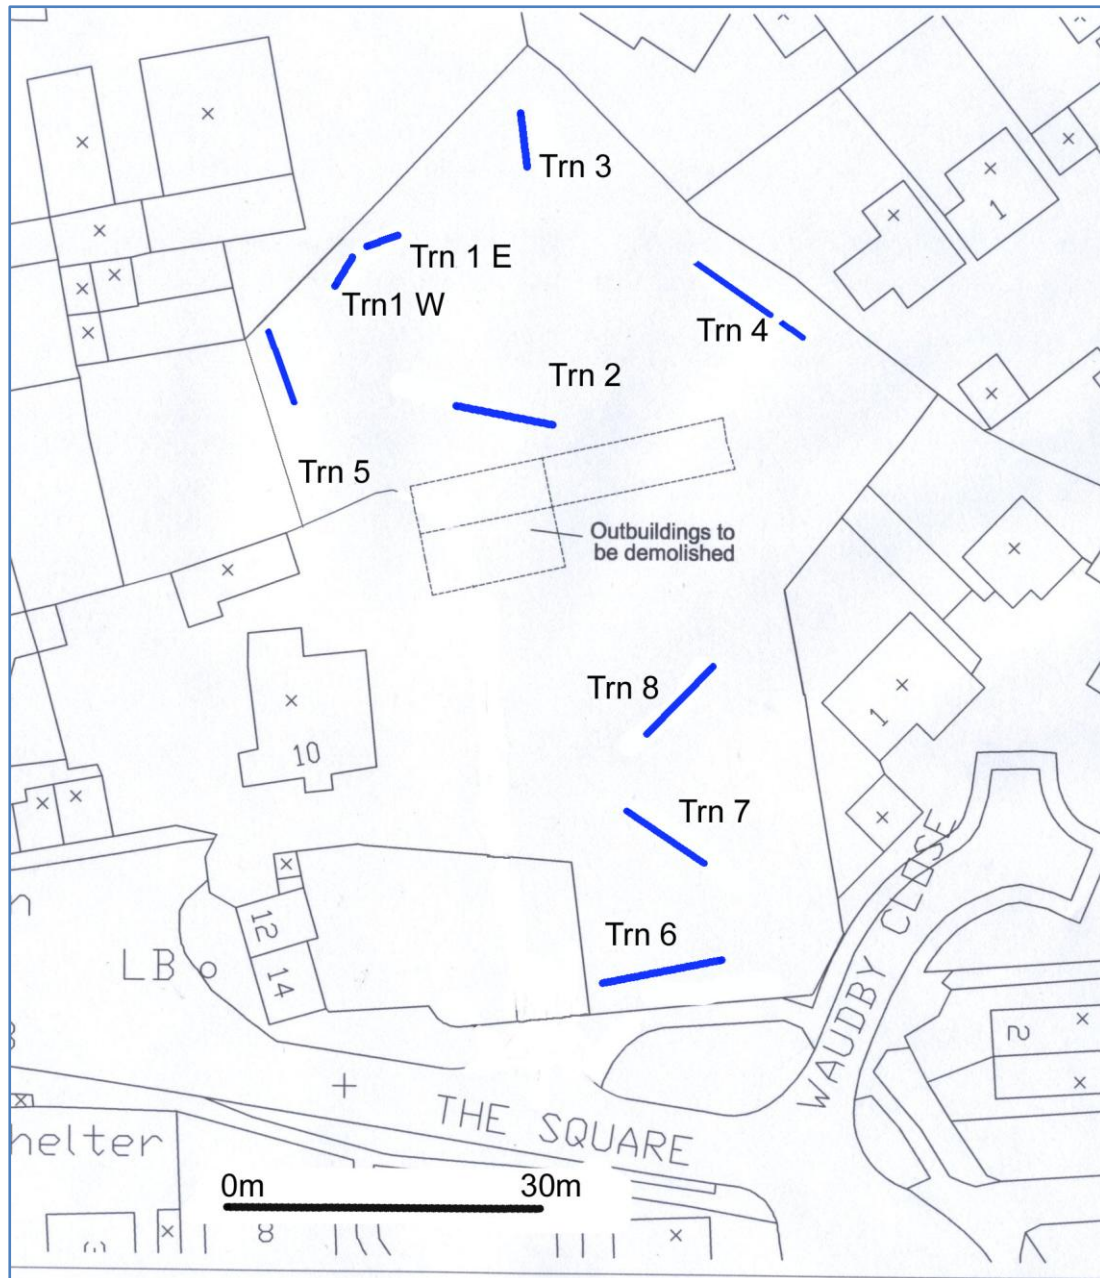 Trn 3
1
Trn 1 E
Trn1 W
Trn 4
Trn 2
Trn 5
Outbuildings to
be demolished
Trn 8
10
1
Trn 7
12
14
Trn 6
LB
WAUDBY CLOSE
2
THE SQUARE
helter
0m 30m
8